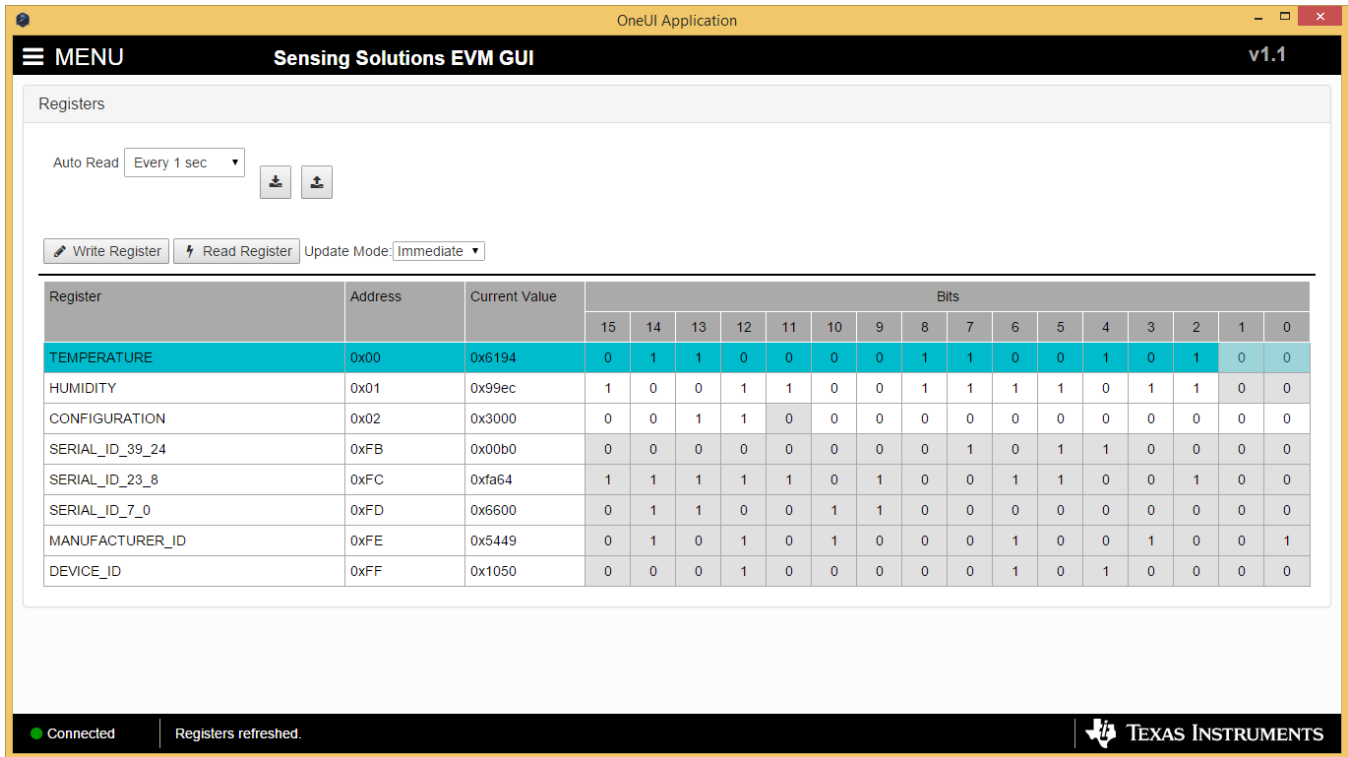 OneUI Application
MENU Sensing Solutions EVM GUI v1.1
Registers
Auto Read Every 1 sec
Write Register Read Register Update Mode: Immediate
Register Address Current Value Bits
15 14 13 12 11 10 9 8 7 6 5 4 3 2 1 0
TEMPERATURE 0x00 0x6194 0 1 1 0 0 0 0 1 1 0 0 1 0 1 0 0
HUMIDITY 0x01 0x99ec 1 0 0 1 1 0 0 1 1 1 1 0 1 1 0 0
CONFIGURATION 0x02 0x3000 0 0 1 1 0 0 0 0 0 0 0 0 0 0 0 0
SERIAL_ID_39_24 0xFB 0x00b0 0 0 0 0 0 0 0 0 1 0 1 1 0 0 0 0
SERIAL_ID_23_8 0xFC 0xfa64 1 1 1 1 1 0 1 0 0 1 1 0 0 1 0 0
SERIAL_ID_7_0 0xFD 0x6600 0 1 1 0 0 1 1 0 0 0 0 0 0 0 0 0
MANUFACTURER_ID 0xFE 0x5449 0 1 0 1 0 1 0 0 0 1 0 0 1 0 0 1
DEVICE_ID 0xFF 0x1050 0 0 0 1 0 0 0 0 0 1 0 1 0 0 0 0
Connected Registers refreshed. TEXAS INSTRUMENTS